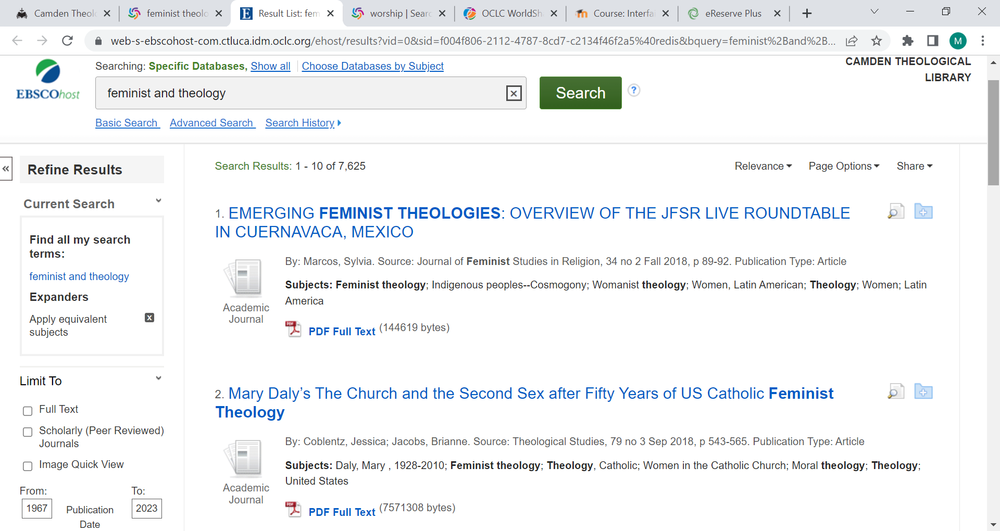 Camden Theolo
feminist theolo
Result List: fem
worship | Searc
OCLC WorldSh
Course: Interfai
eReserve Plus
web-s-ebscohost-com.ctluca.idm.oclc.org/ehost/results?vid=0&sid=f004f806-2112-4787-8cd7-c2134f46f2a5%40redis&bquery=feminist%2Band%2B...
M
EBSCOhost
Searching: Specific Databases, Show all
Choose Databases by Subject
CAMDEN THEOLOGICAL
LIBRARY
feminist and theology
Search
?
Basic Search
Advanced Search
Search History
Refine Results
Current Search
Find all my search
terms:
feminist and theology
Expanders
Apply equivalent
subjects
Limit To
Full Text
Scholarly (Peer Reviewed)
Journals
Image Quick View
From:
To:
1967
Publication
Date
2023
Search Results: 1 - 10 of 7,625
Relevance
Page Options
Share
1. EMERGING FEMINIST THEOLOGIES: OVERVIEW OF THE JFSR LIVE ROUNDTABLE
IN CUERNAVACA, MEXICO
Academic
Journal
By: Marcos, Sylvia. Source: Journal of Feminist Studies in Religion, 34 no 2 Fall 2018, p 89-92. Publication Type: Article
Subjects: Feminist theology; Indigenous peoples--Cosmogony; Womanist theology; Women, Latin American; Theology; Women; Latin
America
PDF
PDF Full Text (144619 bytes)
2. Mary Daly’s The Church and the Second Sex after Fifty Years of US Catholic Feminist
Theology
Academic
Journal
By: Coblentz, Jessica; Jacobs, Brianne. Source: Theological Studies, 79 no 3 Sep 2018, p 543-565. Publication Type: Article
Subjects: Daly, Mary , 1928-2010; Feminist theology; Theology, Catholic; Women in the Catholic Church; Moral theology; Theology;
United States
PDF
PDF Full Text (7571308 bytes)